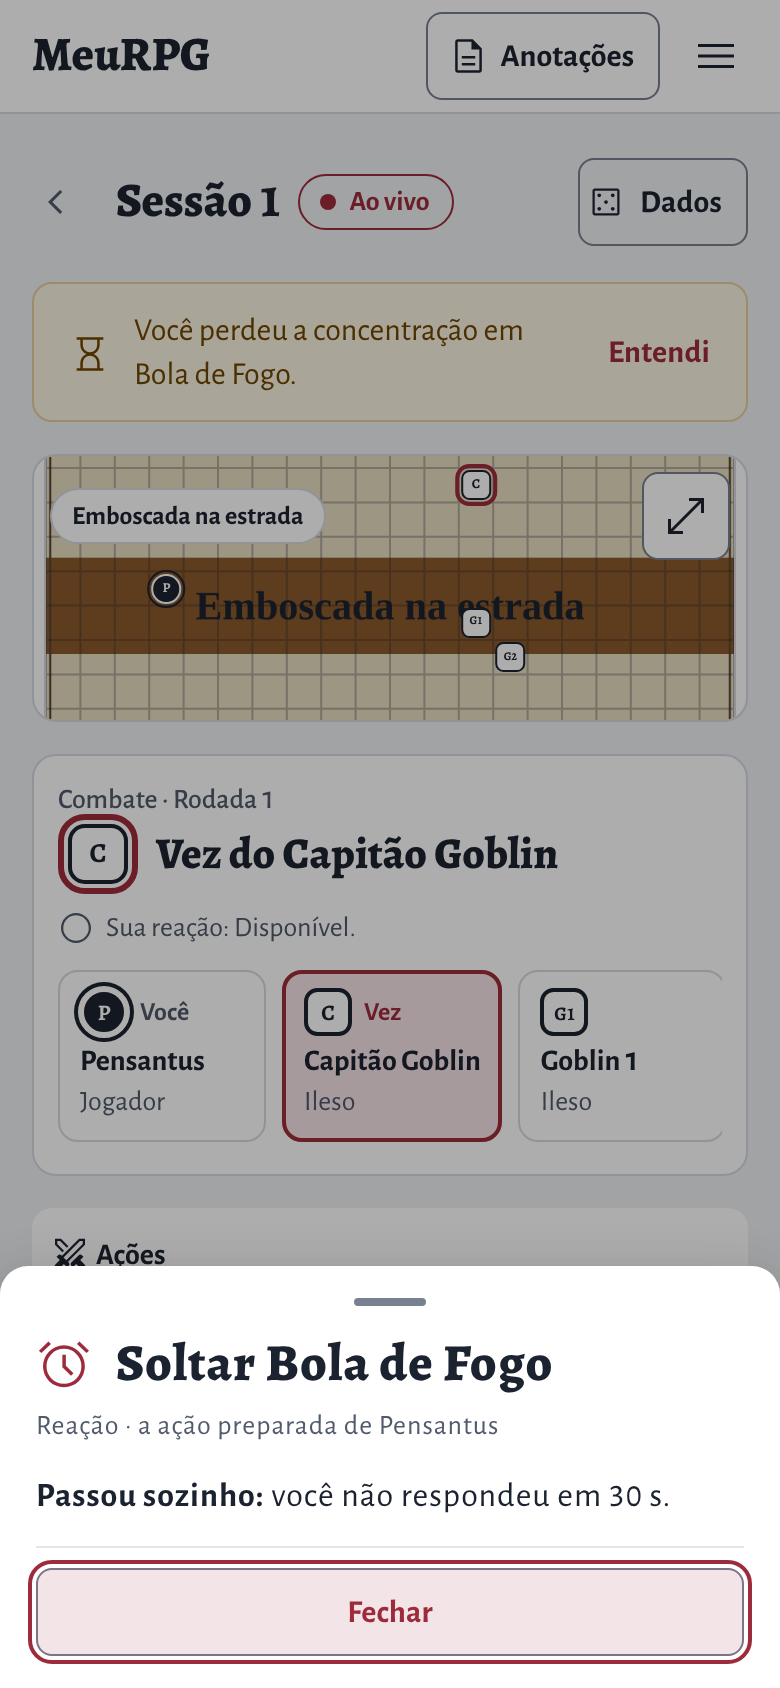 MeuRPG
Anotações
Sessão 1
Ao vivo
Dados
Você perdeu a concentração em
Bola de Fogo.
Entendi
C
Emboscada na estrada
P
Emboscada na estrada
G1
G2
Combate · Rodada 1
C
Vez do Capitão Goblin
Sua reação: Disponível.
P Você
Pensantus
Jogador
C Vez
Capitão Goblin
Ileso
G1
Goblin 1
Ileso
Ações
Soltar Bola de Fogo
Reação · a ação preparada de Pensantus
Passou sozinho: você não respondeu em 30 s.
Fechar